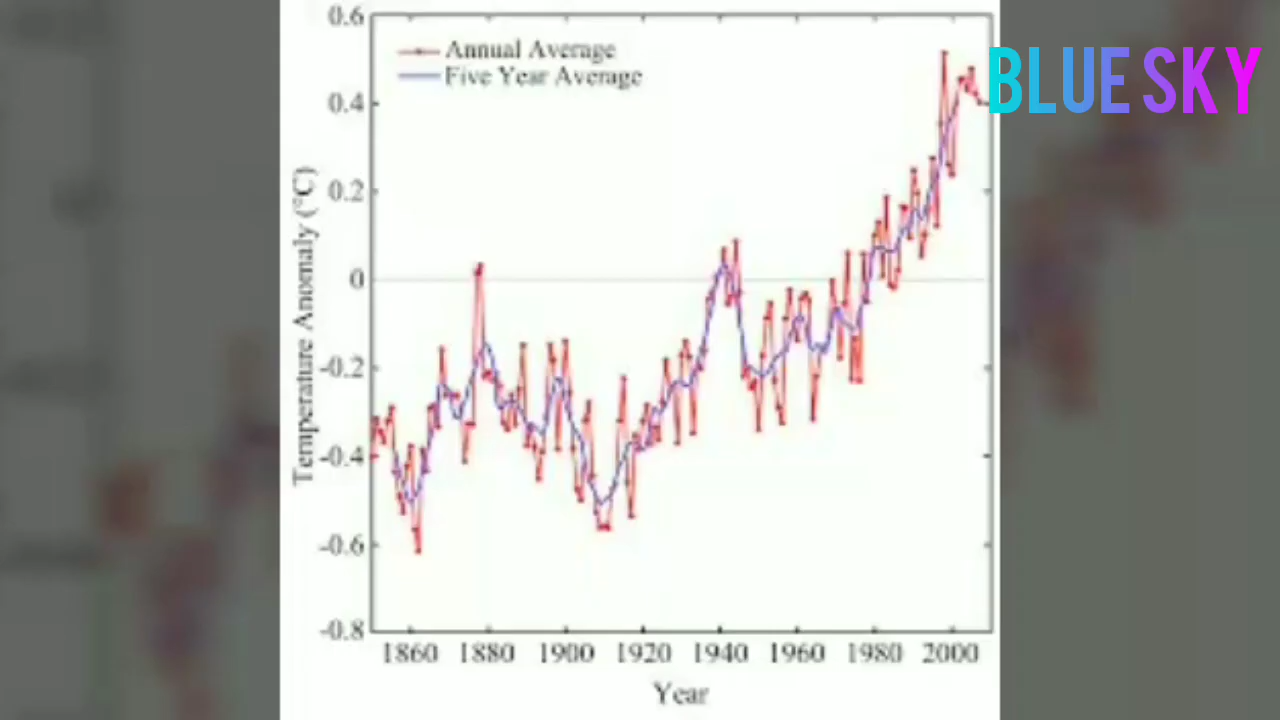 BLUE SKY
Annual Average
Five Year Average
Temperature Anomaly (°C)
0.6
0.4
0.2
0
-0.2
-0.4
-0.6
-0.8
1860 1880 1900 1920 1940 1960 1980 2000
Year